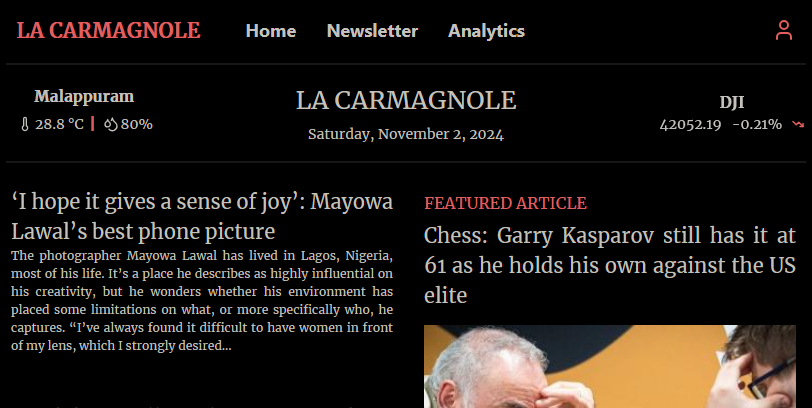 LA CARMAGNOLE Home Newsletter Analytics
Malappuram
28.8 °C | 80%
LA CARMAGNOLE
Saturday, November 2, 2024
DJI
42052.19 -0.21%
‘I hope it gives a sense of joy’: Mayowa
Lawal’s best phone picture
The photographer Mayowa Lawal has lived in Lagos, Nigeria,
most of his life. It’s a place he describes as highly influential on
his creativity, but he wonders whether his environment has
placed some limitations on what, or more specifically who, he
captures. “I’ve always found it difficult to have women in front
of my lens, which I strongly desired...
FEATURED ARTICLE
Chess: Garry Kasparov still has it at
61 as he holds his own against the US
elite